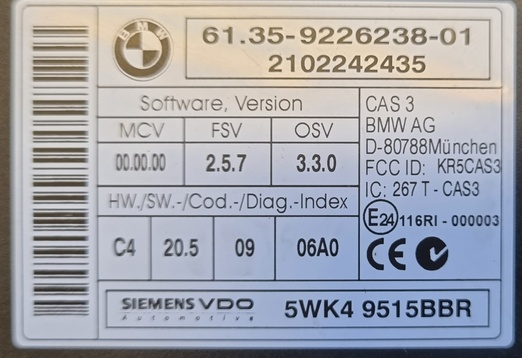 BMW
61.35-9226238-01
2102242435
Software, Version
MCV FSV OSV
00.00.00 2.5.7 3.3.0
HW./SW.-/Cod.-/Diag.-Index
C4 20.5 09 06A0
CAS 3
BMW AG
D-80788München
FCC ID: KR5CAS3
IC: 267 T - CAS3
E24 116RI - 000003
CE
SIEMENS VDO
Automotive
5WK4 9515BBR